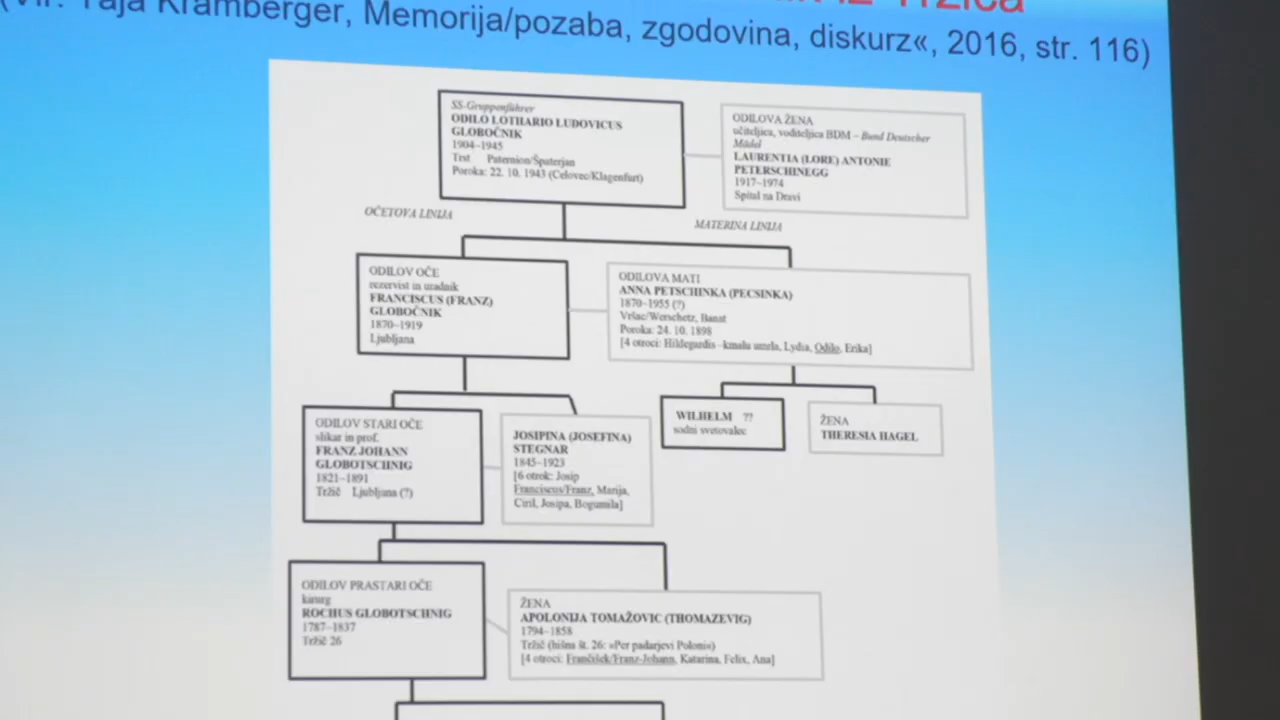 iz Tržiča
(Vir: Taja Kramberger, Memorija/pozaba, zgodovina, diskurz«, 2016, str. 116)
SS-Gruppenführer
ODILO LOTHARIO LUDOVICUS
GLOBOČNIK
1904–1945
Trst Paternion/Špaterjan
Poroka: 22. 10. 1943 (Celovec/Klagenfurt)
ODILOVA ŽENA
učiteljica, voditeljica BDM – Bund Deutscher
Mädel
LAURENTIA (LORE) ANTONIE
PETERSCHINEGG
1917–1974
Spital na Dravi
OČETOVA LINIJA
MATERINA LINIJA
ODILOV OČE
rezervist in uradnik
FRANCISCUS (FRANZ)
GLOBOČNIK
1870–1919
Ljubljana
ODILOVA MATI
ANNA PETSCHINKA (PECSINKA)
1870–1955 (?)
Vršac/Werschetz, Banat
Poroka: 24. 10. 1898
[4 otroci: Hildegardis –kmalu umrla, Lydia, Odilo, Erika]
ODILOV STARI OČE
slikar in prof.
FRANZ JOHANN
GLOBOTSCHNIG
1821–1891
Tržič Ljubljana (?)
JOSIPINA (JOSEFINA)
STEGNAR
1845–1923
[6 otrok: Josip
Franciscus/Franz, Marija,
Ciril, Josipa, Bogumila]
WILHELM ??
sodni svetovalec
ŽENA
THERESIA HAGEL
ODILOV PRASTARI OČE
kirurg
ROCHUS GLOBOTSCHNIG
1787–1837
Tržič 26
ŽENA
APOLONIJA TOMAŽOVIC (THOMAZEVIG)
1794–1858
Tržič (hišna št. 26: »Per padarjevi Poloni«)
[4 otroci: Frančišek/Franz-Johann, Katarina, Felix, Ana]